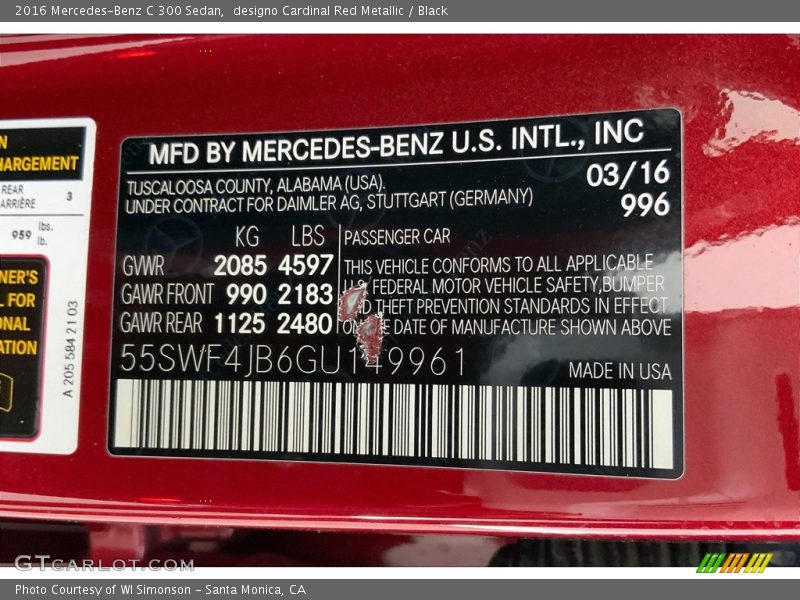 2016 Mercedes-Benz C 300 Sedan,  designo Cardinal Red Metallic / Black
HARGEMENT
REAR
3
959 lbs.
lb.
NER'S
FOR
A 205 584 21 03
MFD BY MERCEDES-BENZ U.S. INTL., INC
TUSCALOOSA COUNTY, ALABAMA (USA).
03/16
UNDER CONTRACT FOR DAIMLER AG, STUTTGART (GERMANY)
996
KG LBS
PASSENGER CAR
GWR 2085 4597
THIS VEHICLE CONFORMS TO ALL APPLICABLE
GAWR FRONT 990 2183
FEDERAL MOTOR VEHICLE SAFETY, BUMPER
THEFT PREVENTION STANDARDS IN EFFECT
GAWR REAR 1125 2480
DATE OF MANUFACTURE SHOWN ABOVE
55SWF4JB6GU149961
MADE IN USA
GTCARLOT.COM
Photo Courtesy of WI Simonson - Santa Monica, CA